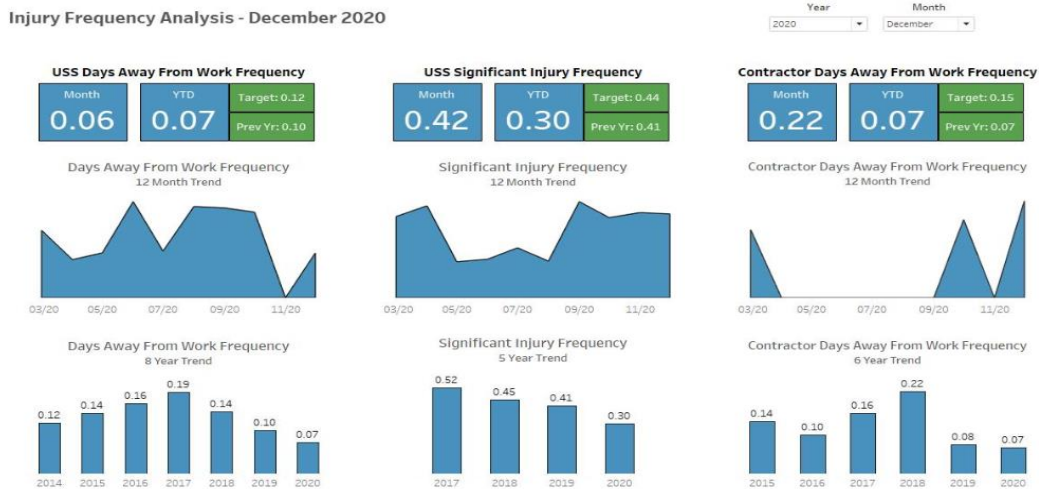 Injury Frequency Analysis - December 2020
Year
Month
2020
December
USS Days Away From Work Frequency
Month
0.06
YTD
0.07
Target: 0.12
Prev Yr: 0.10
Days Away From Work Frequency
12 Month Trend
03/20 05/20 07/20 09/20 11/20
Days Away From Work Frequency
8 Year Trend
0.12 0.14 0.16 0.19 0.14 0.10 0.07
2014 2015 2016 2017 2018 2019 2020
USS Significant Injury Frequency
Month
0.42
YTD
0.30
Target: 0.44
Prev Yr: 0.41
Significant Injury Frequency
12 Month Trend
03/20 05/20 07/20 09/20 11/20
Significant Injury Frequency
5 Year Trend
0.52 0.45 0.41 0.30
2017 2018 2019 2020
Contractor Days Away From Work Frequency
Month
0.22
YTD
0.07
Target: 0.15
Prev Yr: 0.07
Contractor Days Away From Work Frequency
12 Month Trend
03/20 05/20 07/20 09/20 11/20
Contractor Days Away From Work Frequency
6 Year Trend
0.14 0.10 0.16 0.22 0.08 0.07
2015 2016 2017 2018 2019 2020